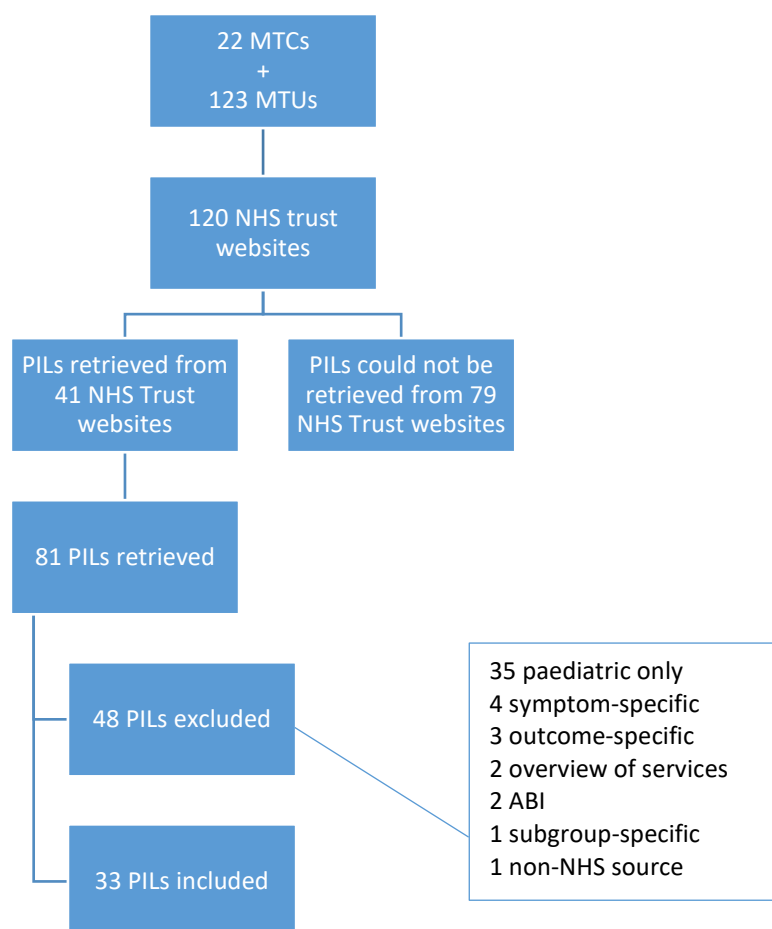 22 MTCs
+
123 MTUs
120 NHS trust
websites
PILs retrieved from
41 NHS Trust
websites
PILs could not be
retrieved from 79
NHS Trust websites
81 PILs retrieved
48 PILs excluded
35 paediatric only
4 symptom-specific
3 outcome-specific
2 overview of services
2 ABI
1 subgroup-specific
1 non-NHS source
33 PILs included